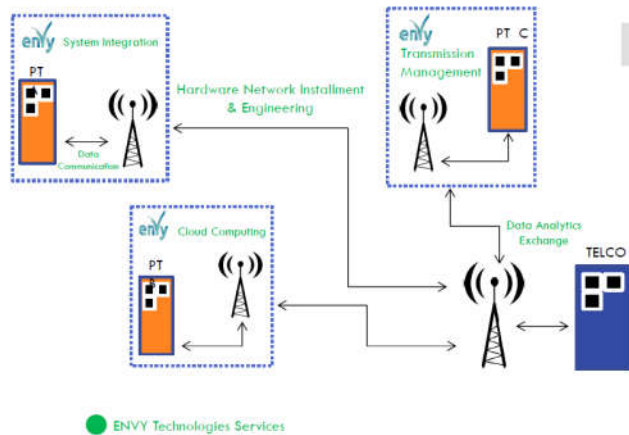 envy System Integration
PT
A
Data
Communication
Hardware Network Installment
& Engineering
envy
Transmission
Management
PT C
envy Cloud Computing
PT
B
Data Analytics
Exchange
TELCO
ENVY Technologies Services